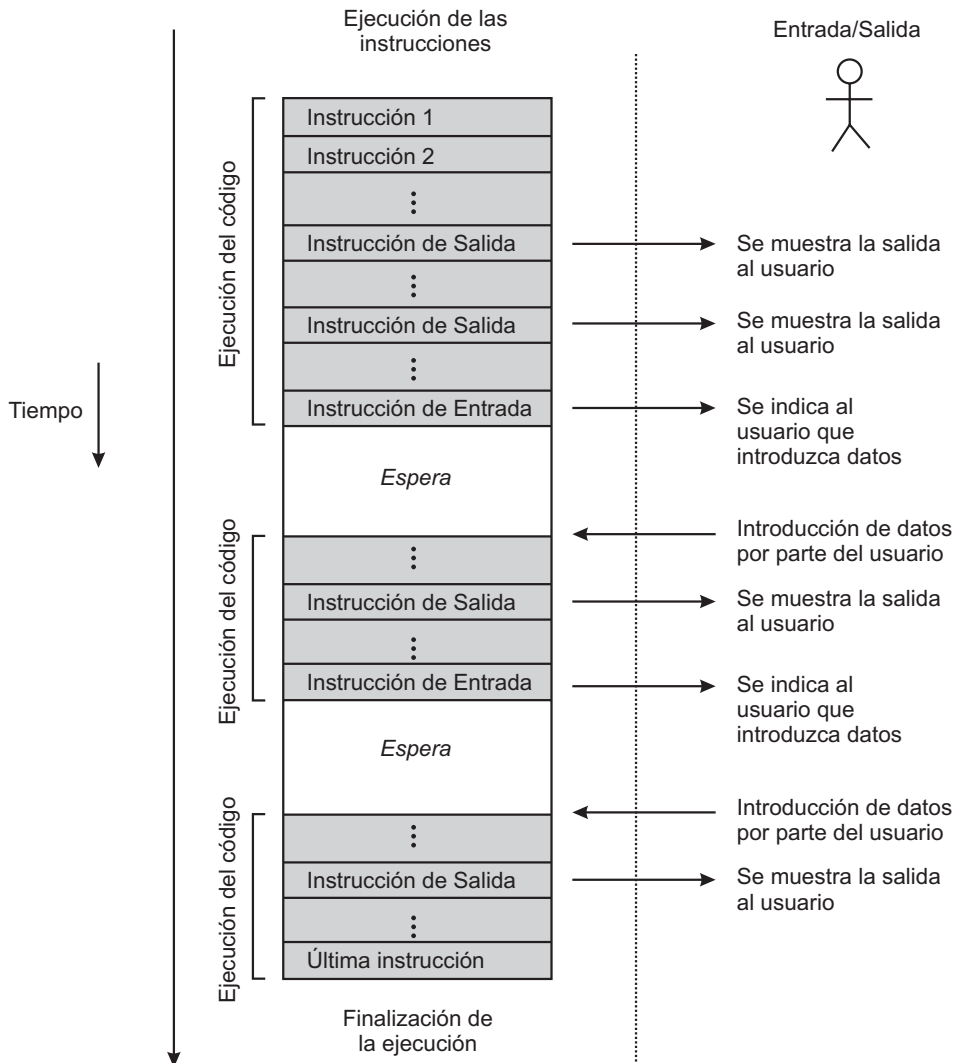 Ejecución de las
instrucciones
Entrada/Salida
Ejecución del código
Instrucción 1
Instrucción 2
Instrucción de Salida
Se muestra la salida
al usuario
Instrucción de Salida
Se muestra la salida
al usuario
Tiempo
Instrucción de Entrada
Se indica al
usuario que
introduzca datos
Espera
Introducción de datos
por parte del usuario
Ejecución del código
Instrucción de Salida
Se muestra la salida
al usuario
Instrucción de Entrada
Se indica al
usuario que
introduzca datos
Espera
Introducción de datos
por parte del usuario
Ejecución del código
Instrucción de Salida
Se muestra la salida
al usuario
Última instrucción
Finalización de
la ejecución